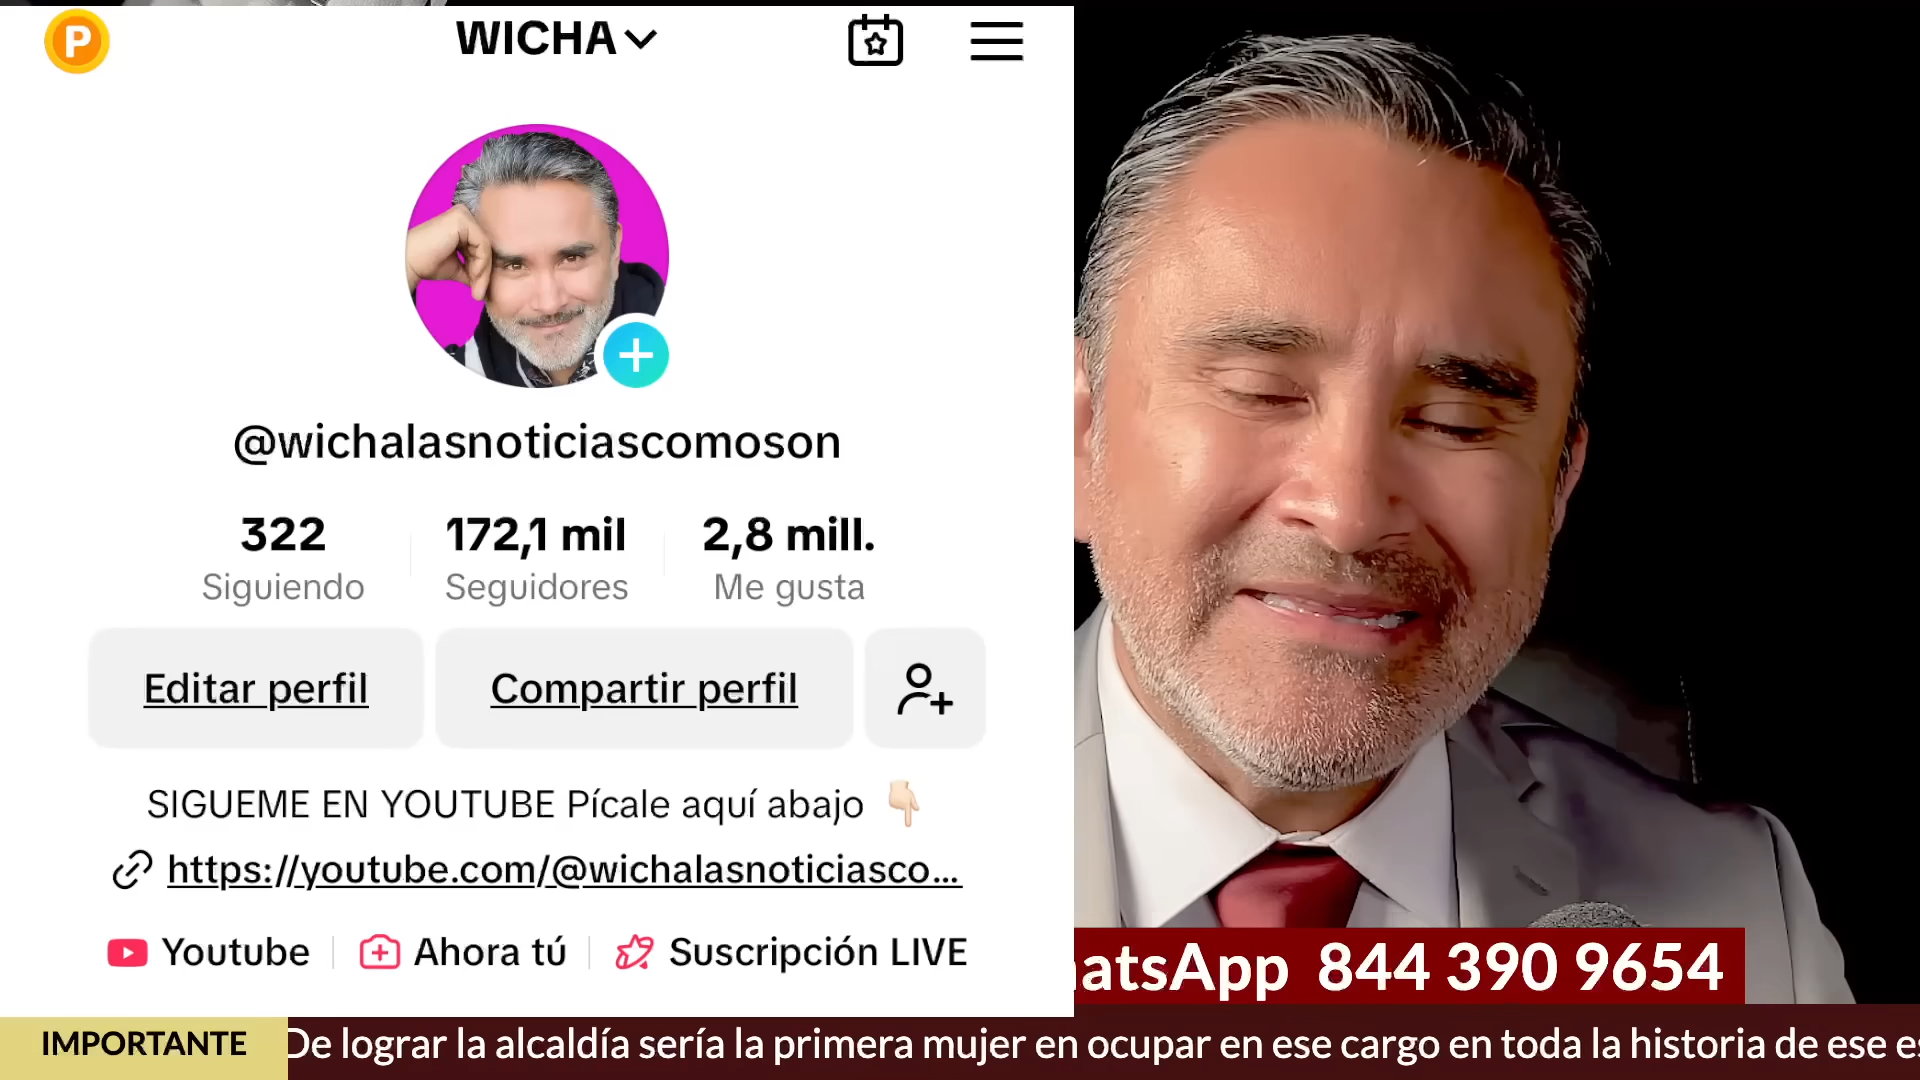 P
WICHA
@wichalasnoticiascomoson
322
172,1 mil
2,8 mill.
Siguiendo
Seguidores
Me gusta
Editar perfil
Compartir perfil
SIGUEME EN YOUTUBE Pícale aquí abajo 👇🏻
https://youtube.com/@wichalasnoticiasco...
Youtube
Ahora tú
Suscripción LIVE
hatsApp 844 390 9654
IMPORTANTE
De lograr la alcaldía sería la primera mujer en ocupar en ese cargo en toda la historia de ese es